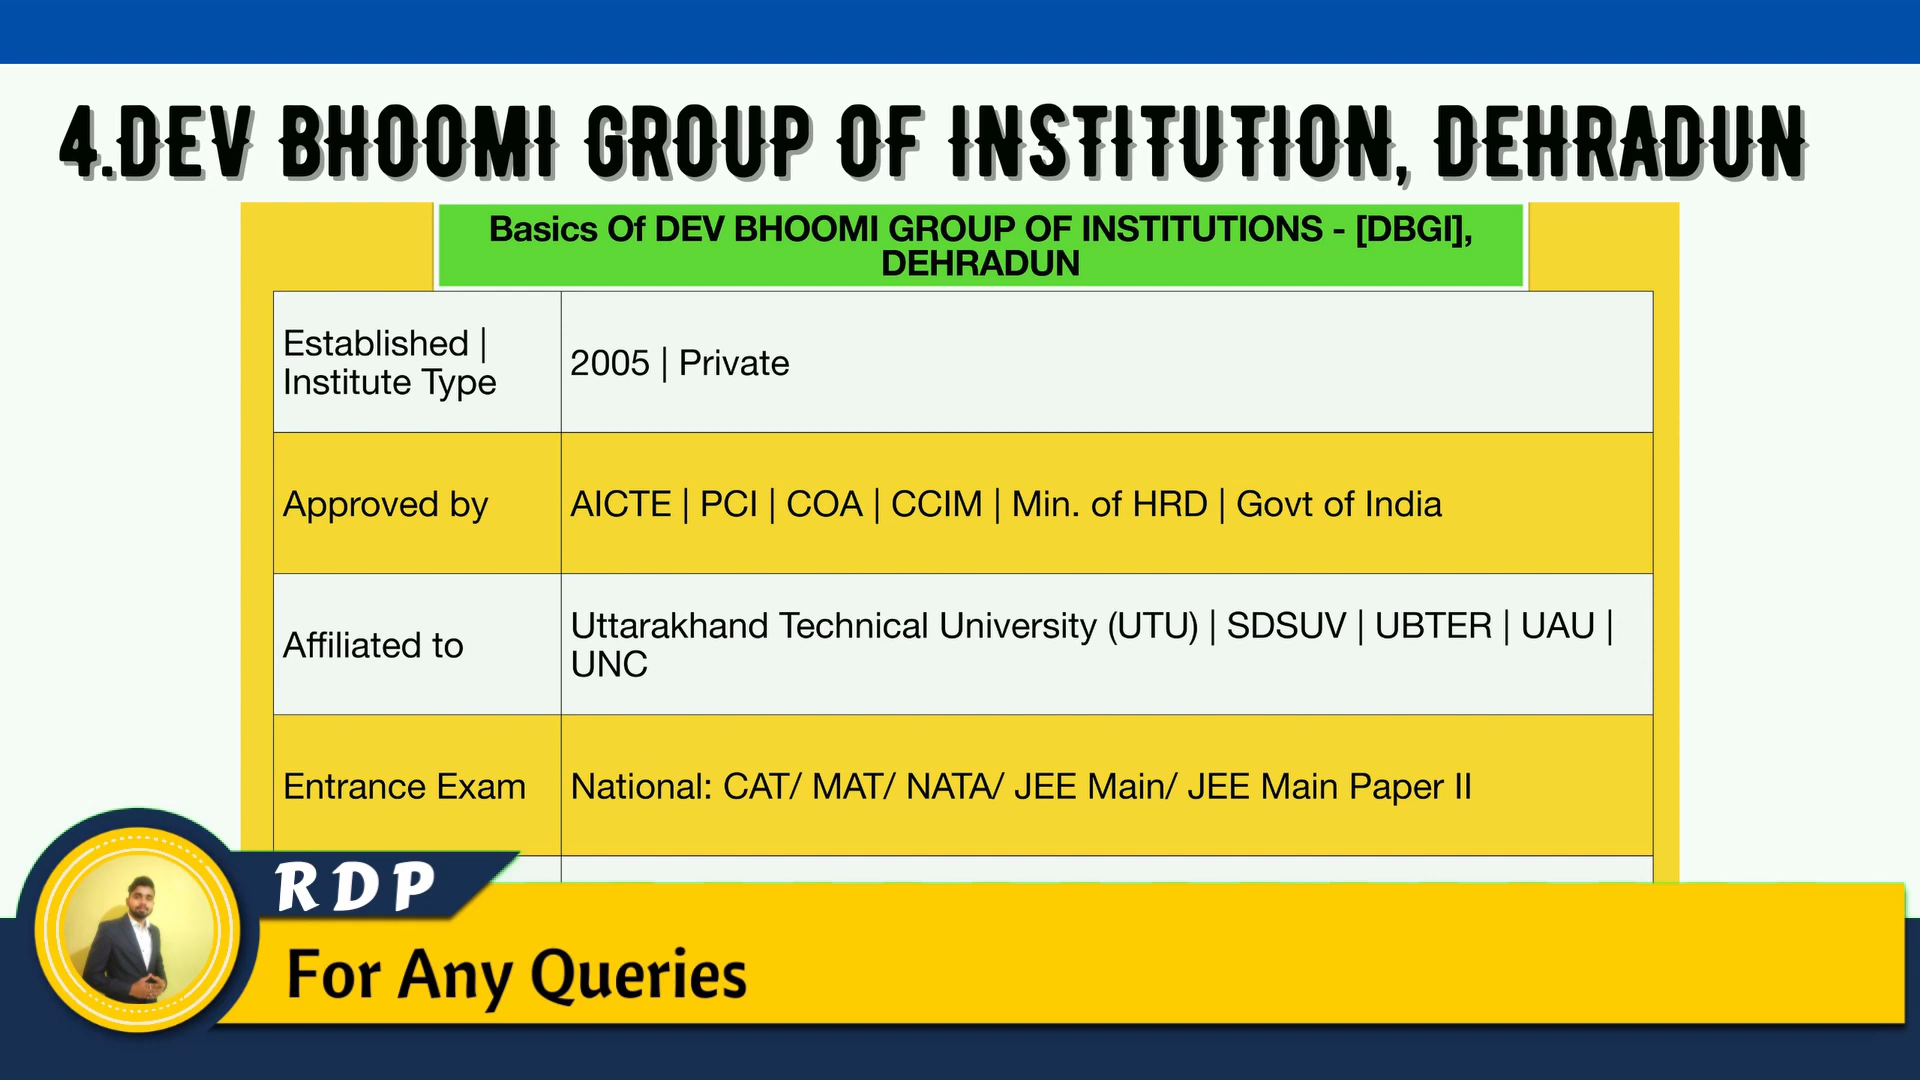 4.DEV BHOOMI GROUP OF INSTITUTION, DEHRADUN
Basics Of DEV BHOOMI GROUP OF INSTITUTIONS - [DBGI],
DEHRADUN
Established |
Institute Type
2005 | Private
Approved by
AICTE | PCI | COA | CCIM | Min. of HRD | Govt of India
Affiliated to
Uttarakhand Technical University (UTU) | SDSUV | UBTER | UAU |
UNC
Entrance Exam
National: CAT/ MAT/ NATA/ JEE Main/ JEE Main Paper II
RDP
For Any Queries